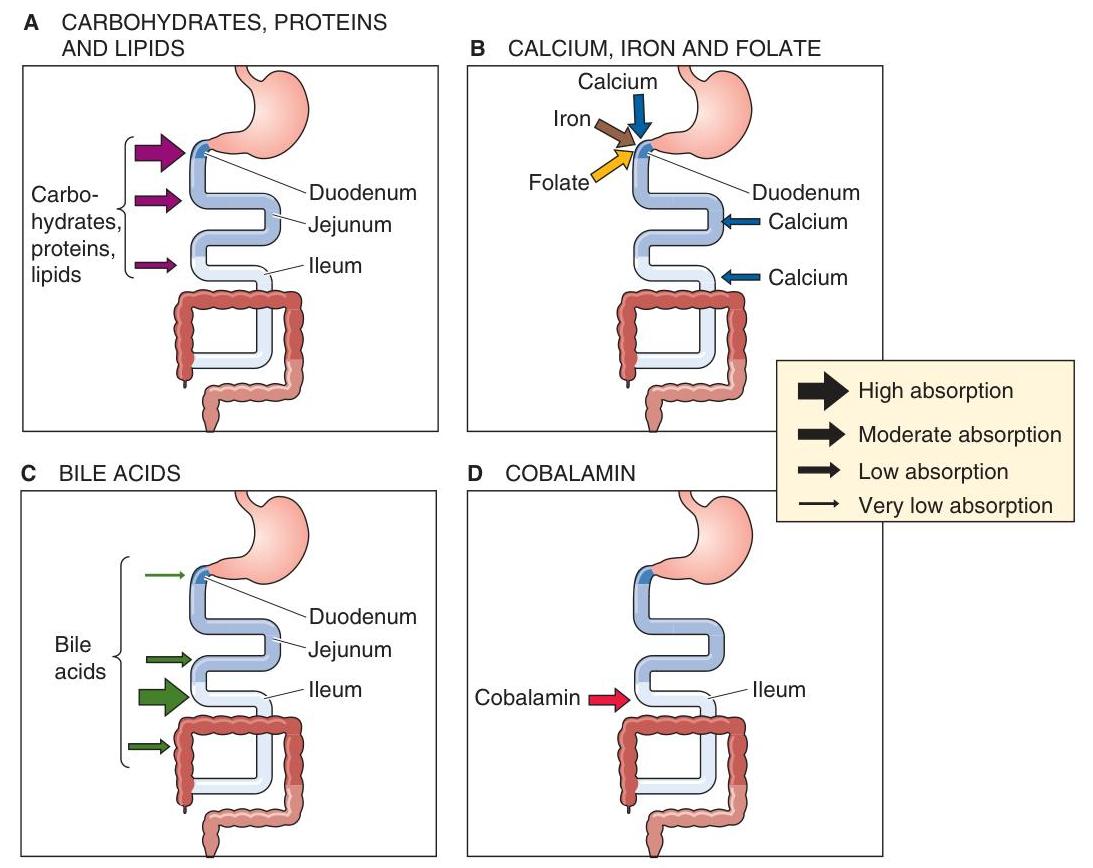 A CARBOHYDRATES, PROTEINS
AND LIPIDS
Carbo-
hydrates,
proteins,
lipids
Duodenum
Jejunum
Ileum
B CALCIUM, IRON AND FOLATE
Calcium
Iron
Folate
Duodenum
Calcium
Calcium
High absorption
Moderate absorption
Low absorption
Very low absorption
C BILE ACIDS
Bile
acids
Duodenum
Jejunum
Ileum
D COBALAMIN
Cobalamin
Ileum